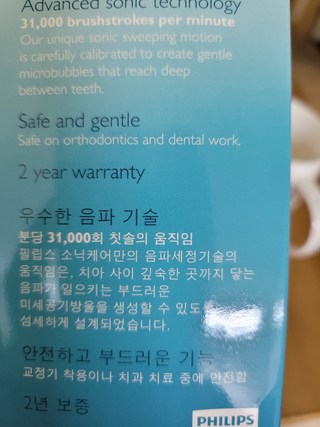 Advanced sonic technology
31,000 brushstrokes per minute
Our unique sonic sweeping motion
is carefully calibrated to create gentle
microbubbles that reach deep
between teeth.
Safe and gentle
Safe on orthodontics and dental work.
2 year warranty
우수한 음파 기술
분당 31,000회 칫솔의 움직임
필립스 소닉케어만의 음파세정기술의
움직임은, 치아 사이 깊숙한 곳까지 닿는
음파가 일으키는 부드러운
미세공기방울을 생성할 수 있도록
섬세하게 설계되었습니다.
안전하고 부드러운 기능
교정기 착용이나 치과 치료 중에 안전함
2년 보증
PHILIPS